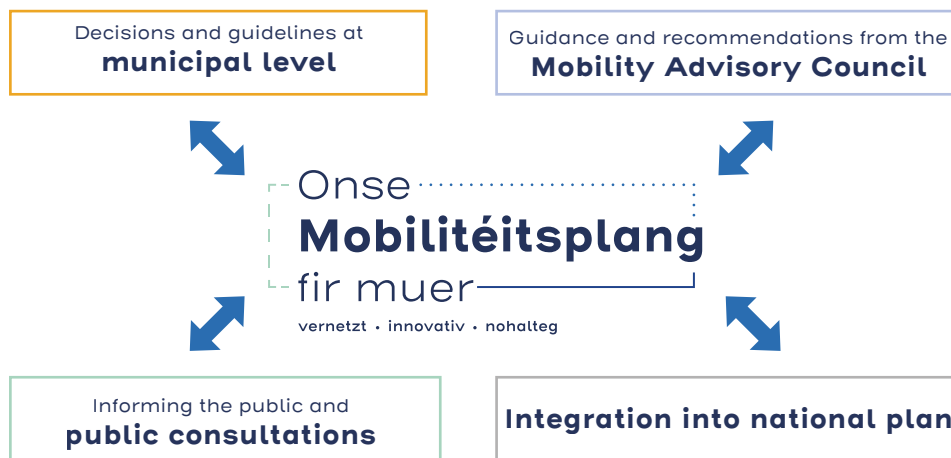 Decisions and guidelines at
municipal level
Guidance and recommendations from the
Mobility Advisory Council
Onse
Mobilitéitsplang
fir muer
vernetzt • innovativ • nohalteg
Informing the public and
public consultations
Integration into national plan